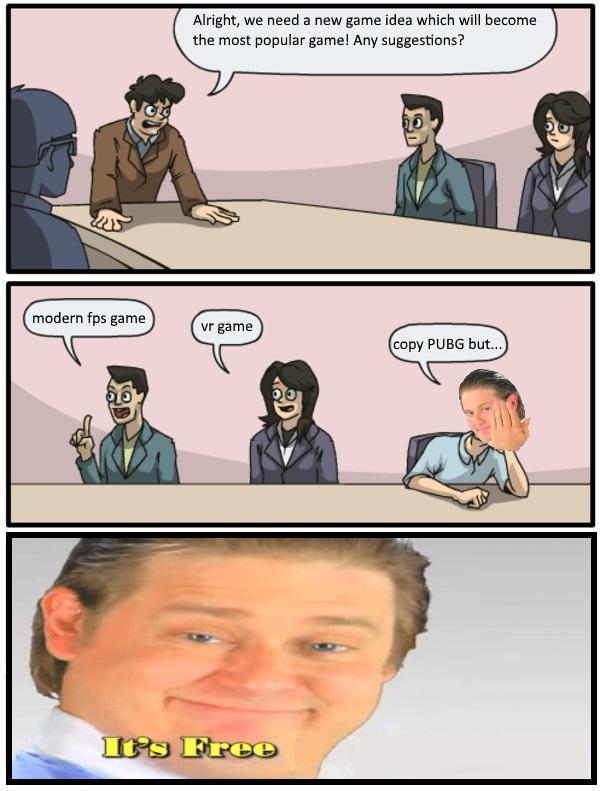 Alright, we need a new game idea which will become
the most popular game! Any suggestions?
modern fps game
vr game
copy PUBG but...
It's Free